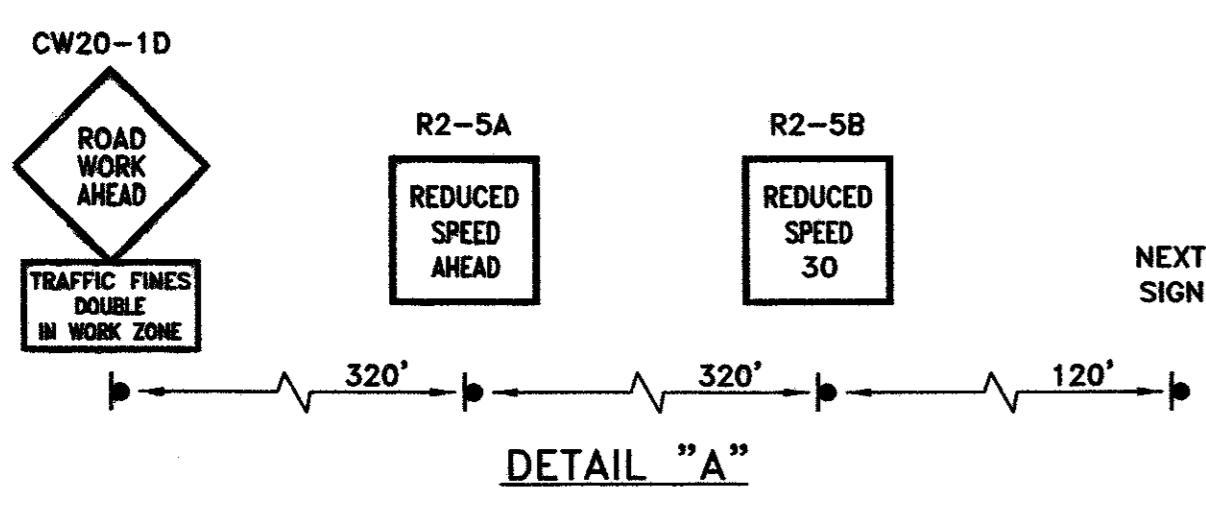 CW20-1D
ROAD
WORK
AHEAD
TRAFFIC FINES
DOUBLE
IN WORK ZONE
R2-5A
REDUCED
SPEED
AHEAD
R2-5B
REDUCED
SPEED
30
NEXT
SIGN
320'
320'
120'
DETAIL "A"